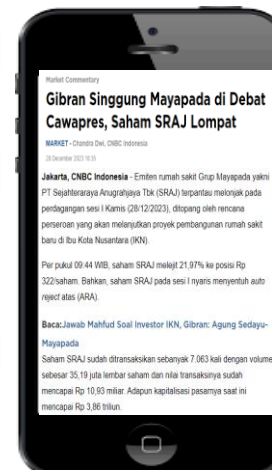 Market Commentary
Gibran Singgung Mayapada di Debat
Cawapres, Saham SRAJ Lompat
MARKET - Chandra Dwi, CNBC Indonesia
28 December 2023 10:35
Jakarta, CNBC Indonesia - Emiten rumah sakit Grup Mayapada yakni
PT Sejahteraraya Anugrahjaya Tbk (SRAJ) terpantau melonjak pada
perdagangan sesi I Kamis (28/12/2023), ditopang oleh rencana
perseroan yang akan melanjutkan proyek pembangunan rumah sakit
baru di Ibu Kota Nusantara (IKN).
Per pukul 09:44 WIB, saham SRAJ melejit 21,97% ke posisi Rp
322/saham. Bahkan, saham SRAJ pada sesi I nyaris menyentuh auto
reject atas (ARA).
Baca:Jawab Mahfud Soal Investor IKN, Gibran: Agung Sedayu-
Mayapada
Saham SRAJ sudah ditransaksikan sebanyak 7.063 kali dengan volume
sebesar 35,19 juta lembar saham dan nilai transaksinya sudah
mencapai Rp 10,93 miliar. Adapun kapitalisasi pasarnya saat ini
mencapai Rp 3,86 triliun.